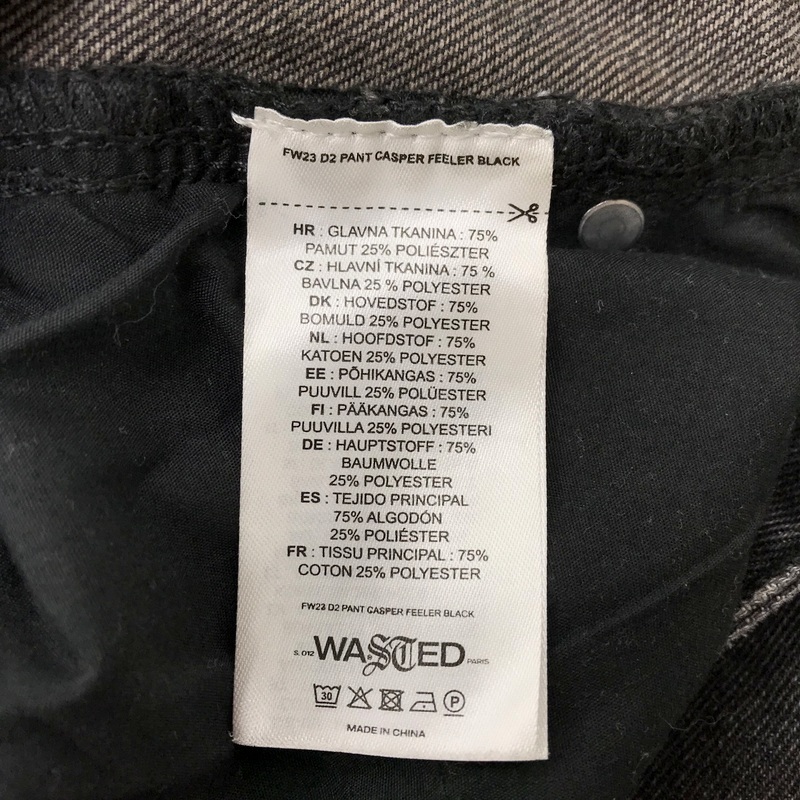 FW23 D2 PANT CASPER FEELER BLACK
HR : GLAVNA TKANINA : 75%
PAMUT 25% POLIÉSZTER
CZ : HLAVNÍ TKANINA : 75 %
BAVLNA 25 % POLYESTER
DK : HOVEDSTOF : 75%
BOMULD 25% POLYESTER
NL : HOOFDSTOF : 75%
KATOEN 25% POLYESTER
EE : PÕHIKANGAS : 75%
PUUVILL 25% POLÜESTER
FI : PÄÄKANGAS : 75%
PUUVILLA 25% POLYESTERI
DE : HAUPTSTOFF : 75%
BAUMWOLLE
25% POLYESTER
ES : TEJIDO PRINCIPAL
75% ALGODÓN
25% POLIÉSTER
FR : TISSU PRINCIPAL : 75%
COTON 25% POLYESTER
FW23 D2 PANT CASPER FEELER BLACK
S. 012 WASTED PARIS
30 P
MADE IN CHINA